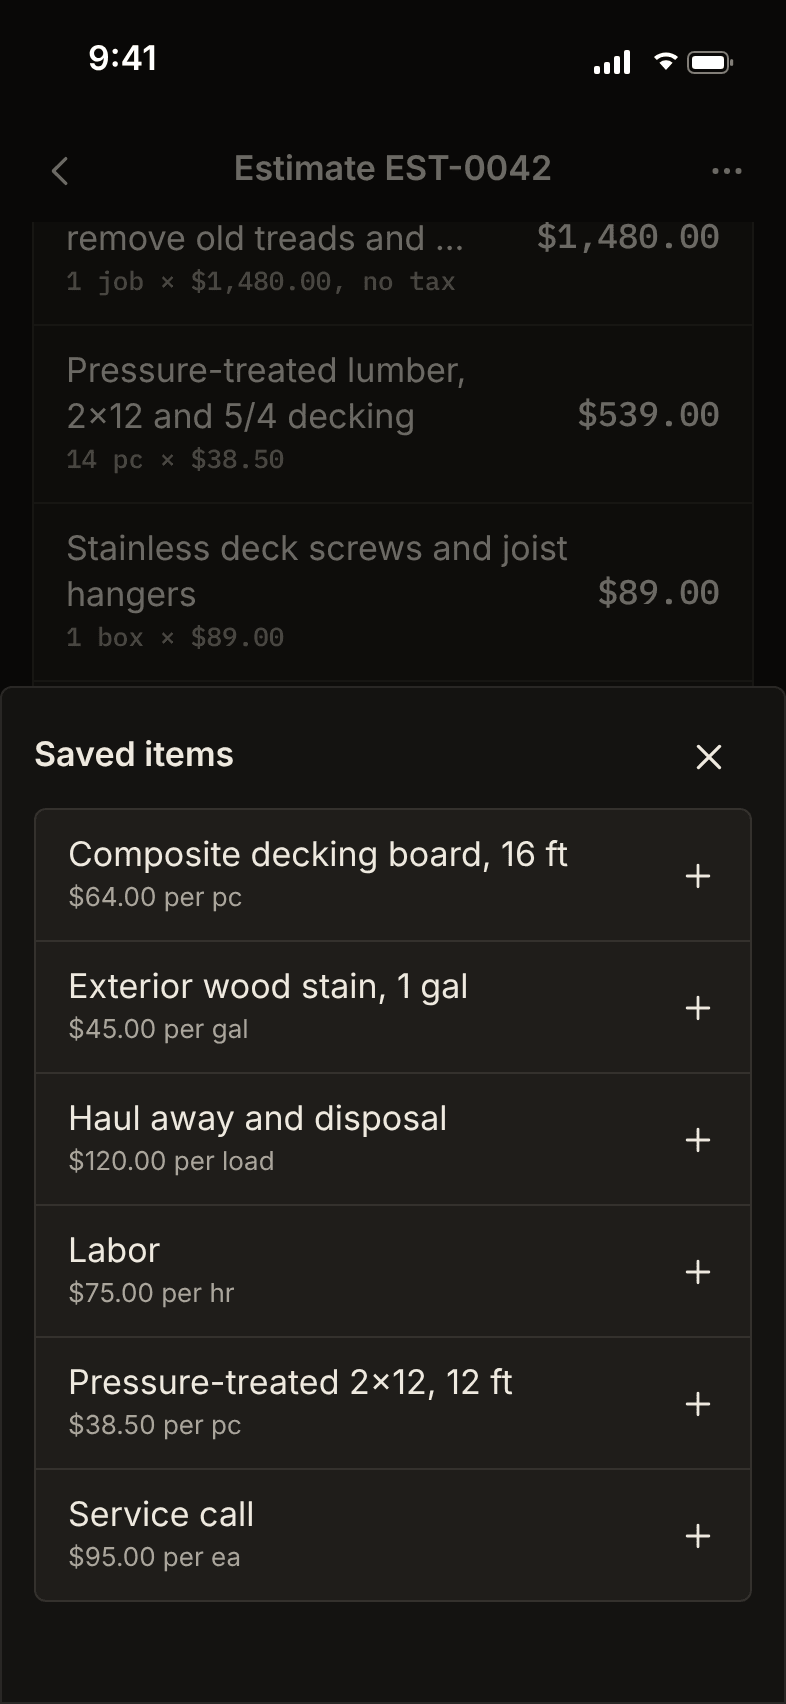 9:41
Estimate EST-0042
remove old treads and ...
$1,480.00
1 job × $1,480.00, no tax
Pressure-treated lumber,
2×12 and 5/4 decking
$539.00
14 pc × $38.50
Stainless deck screws and joist
hangers
$89.00
1 box × $89.00
Saved items
Composite decking board, 16 ft
$64.00 per pc
Exterior wood stain, 1 gal
$45.00 per gal
Haul away and disposal
$120.00 per load
Labor
$75.00 per hr
Pressure-treated 2×12, 12 ft
$38.50 per pc
Service call
$95.00 per ea